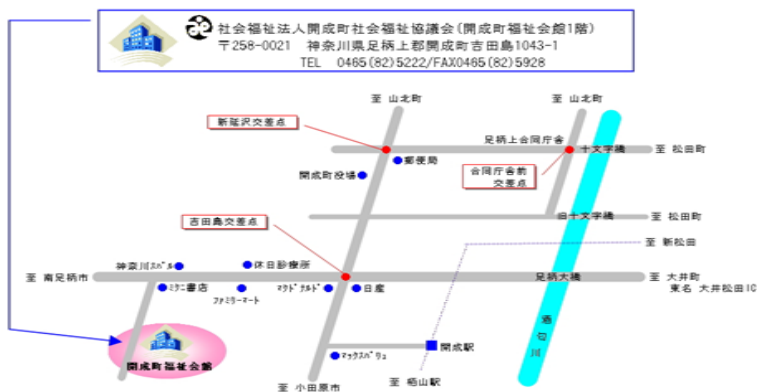 社会福祉法人開成町社会福祉協議会(開成町福祉会館1階)
〒258-0021 神奈川県足柄上郡開成町吉田島1043-1
TEL 0465(82)5222/FAX0465(82)5928
至 山北町
至 山北町
新延沢交差点
足柄上合同庁舎
十文字橋
至 松田町
郵便局
開成町役場
合同庁舎前
交差点
吉田島交差点
旧十文字橋
至 松田町
至 新松田
神奈川スバル
休日診療所
至 南足柄市
足柄大橋
至 大井町
ミクニ書店
ファミリーマート
マクドナルド
日産
東名 大井松田IC
酒匂川
開成町福祉会館
マックスバリュ
開成駅
至 小田原市
至 栢山駅